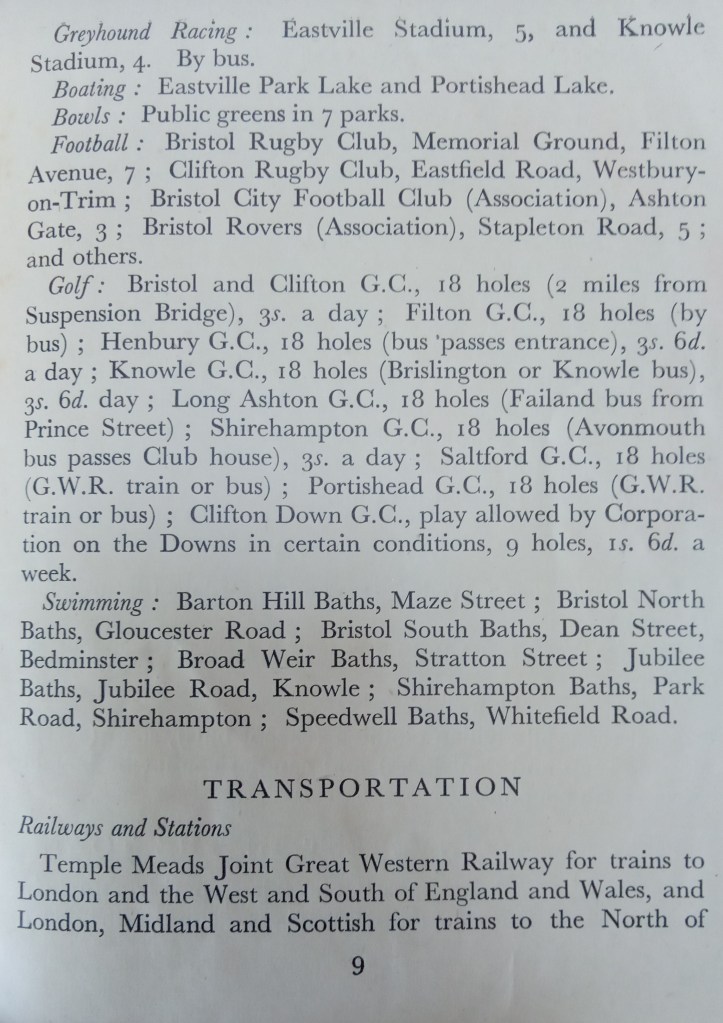 Greyhound Racing : Eastville Stadium, 5, and Knowle
Stadium, 4. By bus.
Boating : Eastville Park Lake and Portishead Lake.
Bowls : Public greens in 7 parks.
Football : Bristol Rugby Club, Memorial Ground, Filton
Avenue, 7 ; Clifton Rugby Club, Eastfield Road, Westbury-
on-Trim ; Bristol City Football Club (Association), Ashton
Gate, 3 ; Bristol Rovers (Association), Stapleton Road, 5 ;
and others.
Golf : Bristol and Clifton G.C., 18 holes (2 miles from
Suspension Bridge), 3s. a day ; Filton G.C., 18 holes (by
bus) ; Henbury G.C., 18 holes (bus 'passes entrance), 3s. 6d.
a day ; Knowle G.C., 18 holes (Brislington or Knowle bus),
3s. 6d. day ; Long Ashton G.C., 18 holes (Failand bus from
Prince Street) ; Shirehampton G.C., 18 holes (Avonmouth
bus passes Club house), 3s. a day ; Saltford G.C., 18 holes
(G.W.R. train or bus) ; Portishead G.C., 18 holes (G.W.R.
train or bus) ; Clifton Down G.C., play allowed by Corpora-
tion on the Downs in certain conditions, 9 holes, 1s. 6d. a
week.
Swimming : Barton Hill Baths, Maze Street ; Bristol North
Baths, Gloucester Road ; Bristol South Baths, Dean Street,
Bedminster ; Broad Weir Baths, Stratton Street ; Jubilee
Baths, Jubilee Road, Knowle ; Shirehampton Baths, Park
Road, Shirehampton ; Speedwell Baths, Whitefield Road.
TRANSPORTATION
Railways and Stations
Temple Meads Joint Great Western Railway for trains to
London and the West and South of England and Wales, and
London, Midland and Scottish for trains to the North of
9